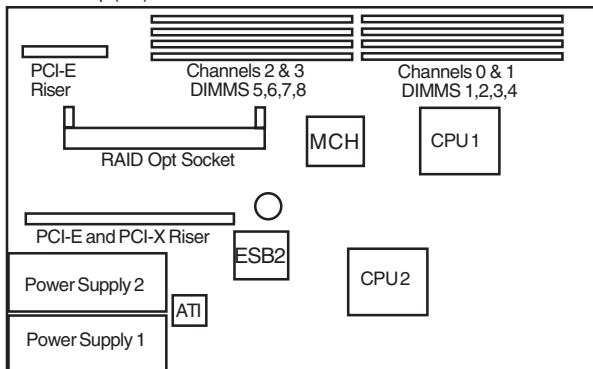 PCI-E
Riser
Channels 2 & 3
DIMMS 5,6,7,8
Channels 0 & 1
DIMMS 1,2,3,4
RAID Opt Socket
MCH
CPU1
PCI-E and PCI-X Riser
ESB2
CPU2
Power Supply 2
ATI
Power Supply 1